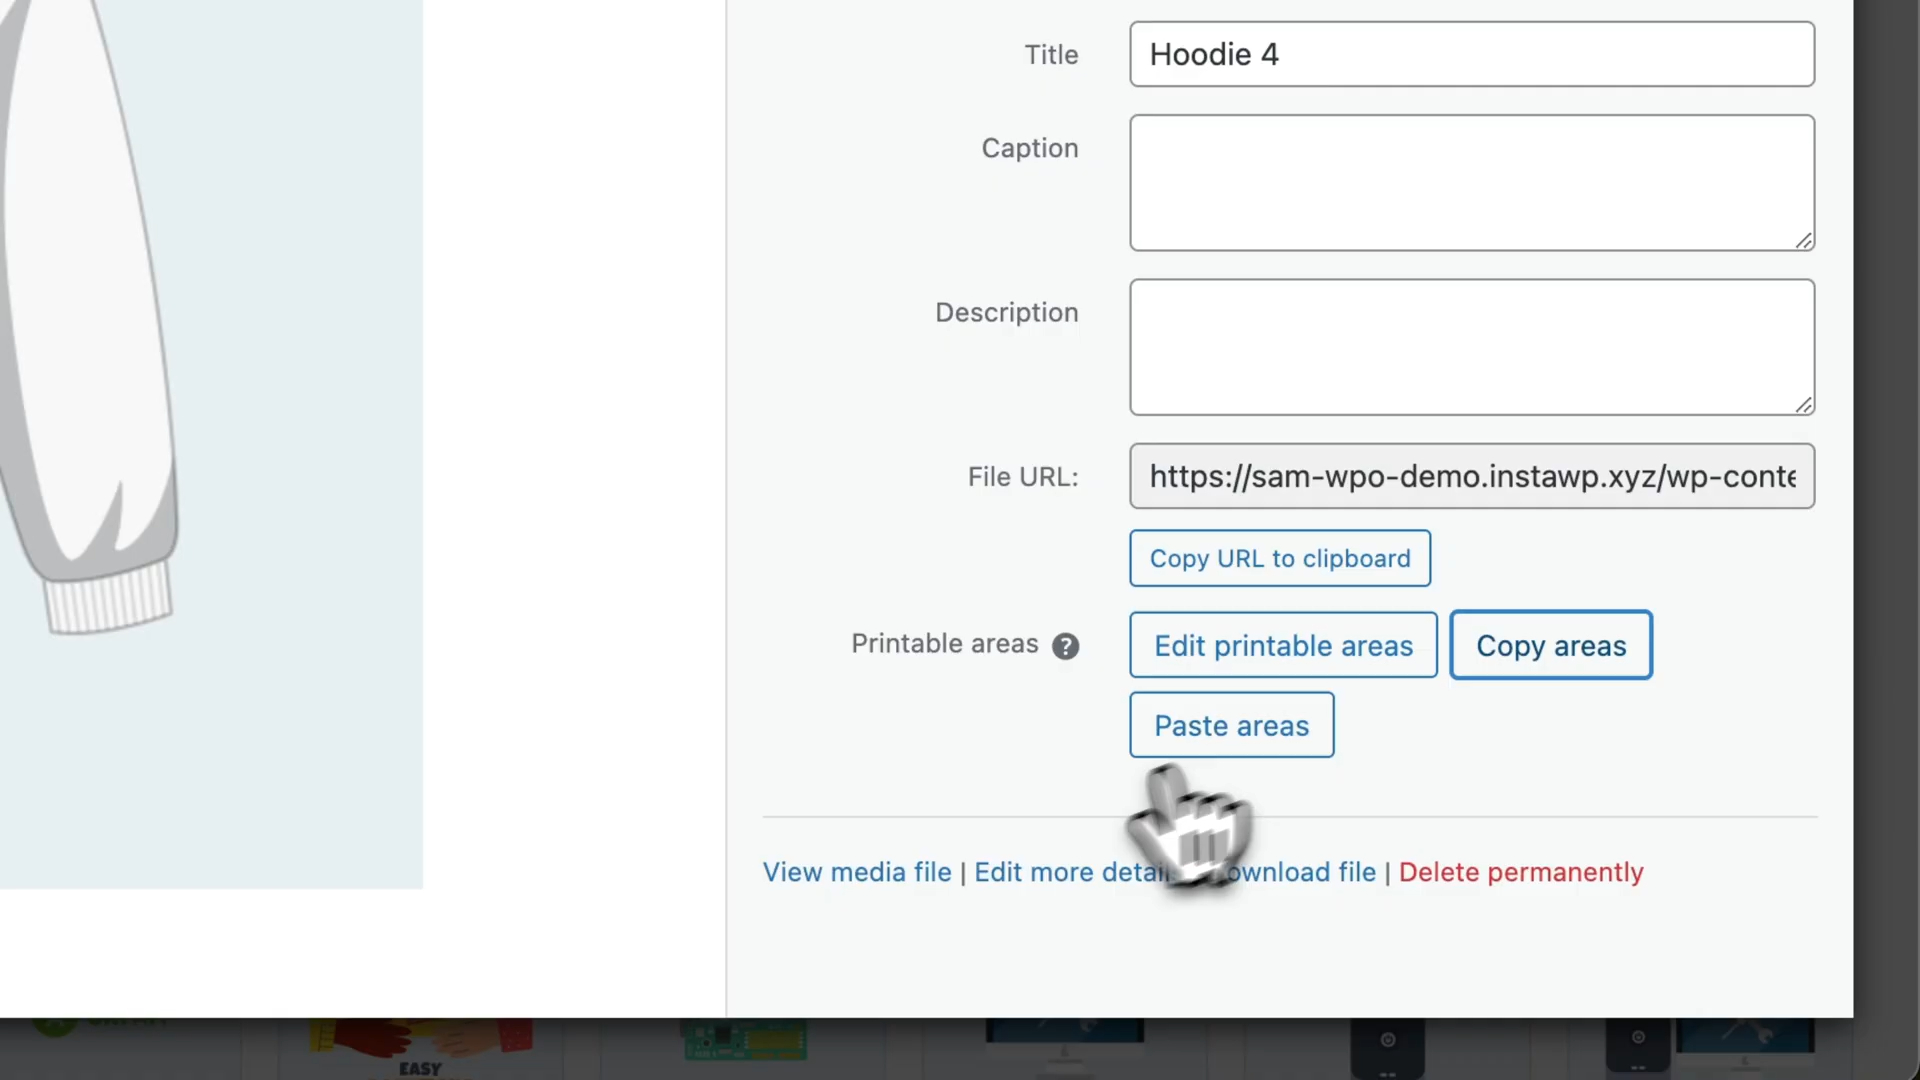 Title
Hoodie 4
Caption
Description
File URL:
https://sam-wpo-demo.instawp.xyz/wp-conte
Copy URL to clipboard
Printable areas ?
Edit printable areas
Copy areas
Paste areas
View media file | Edit more detai ownload file | Delete permanently
EASY